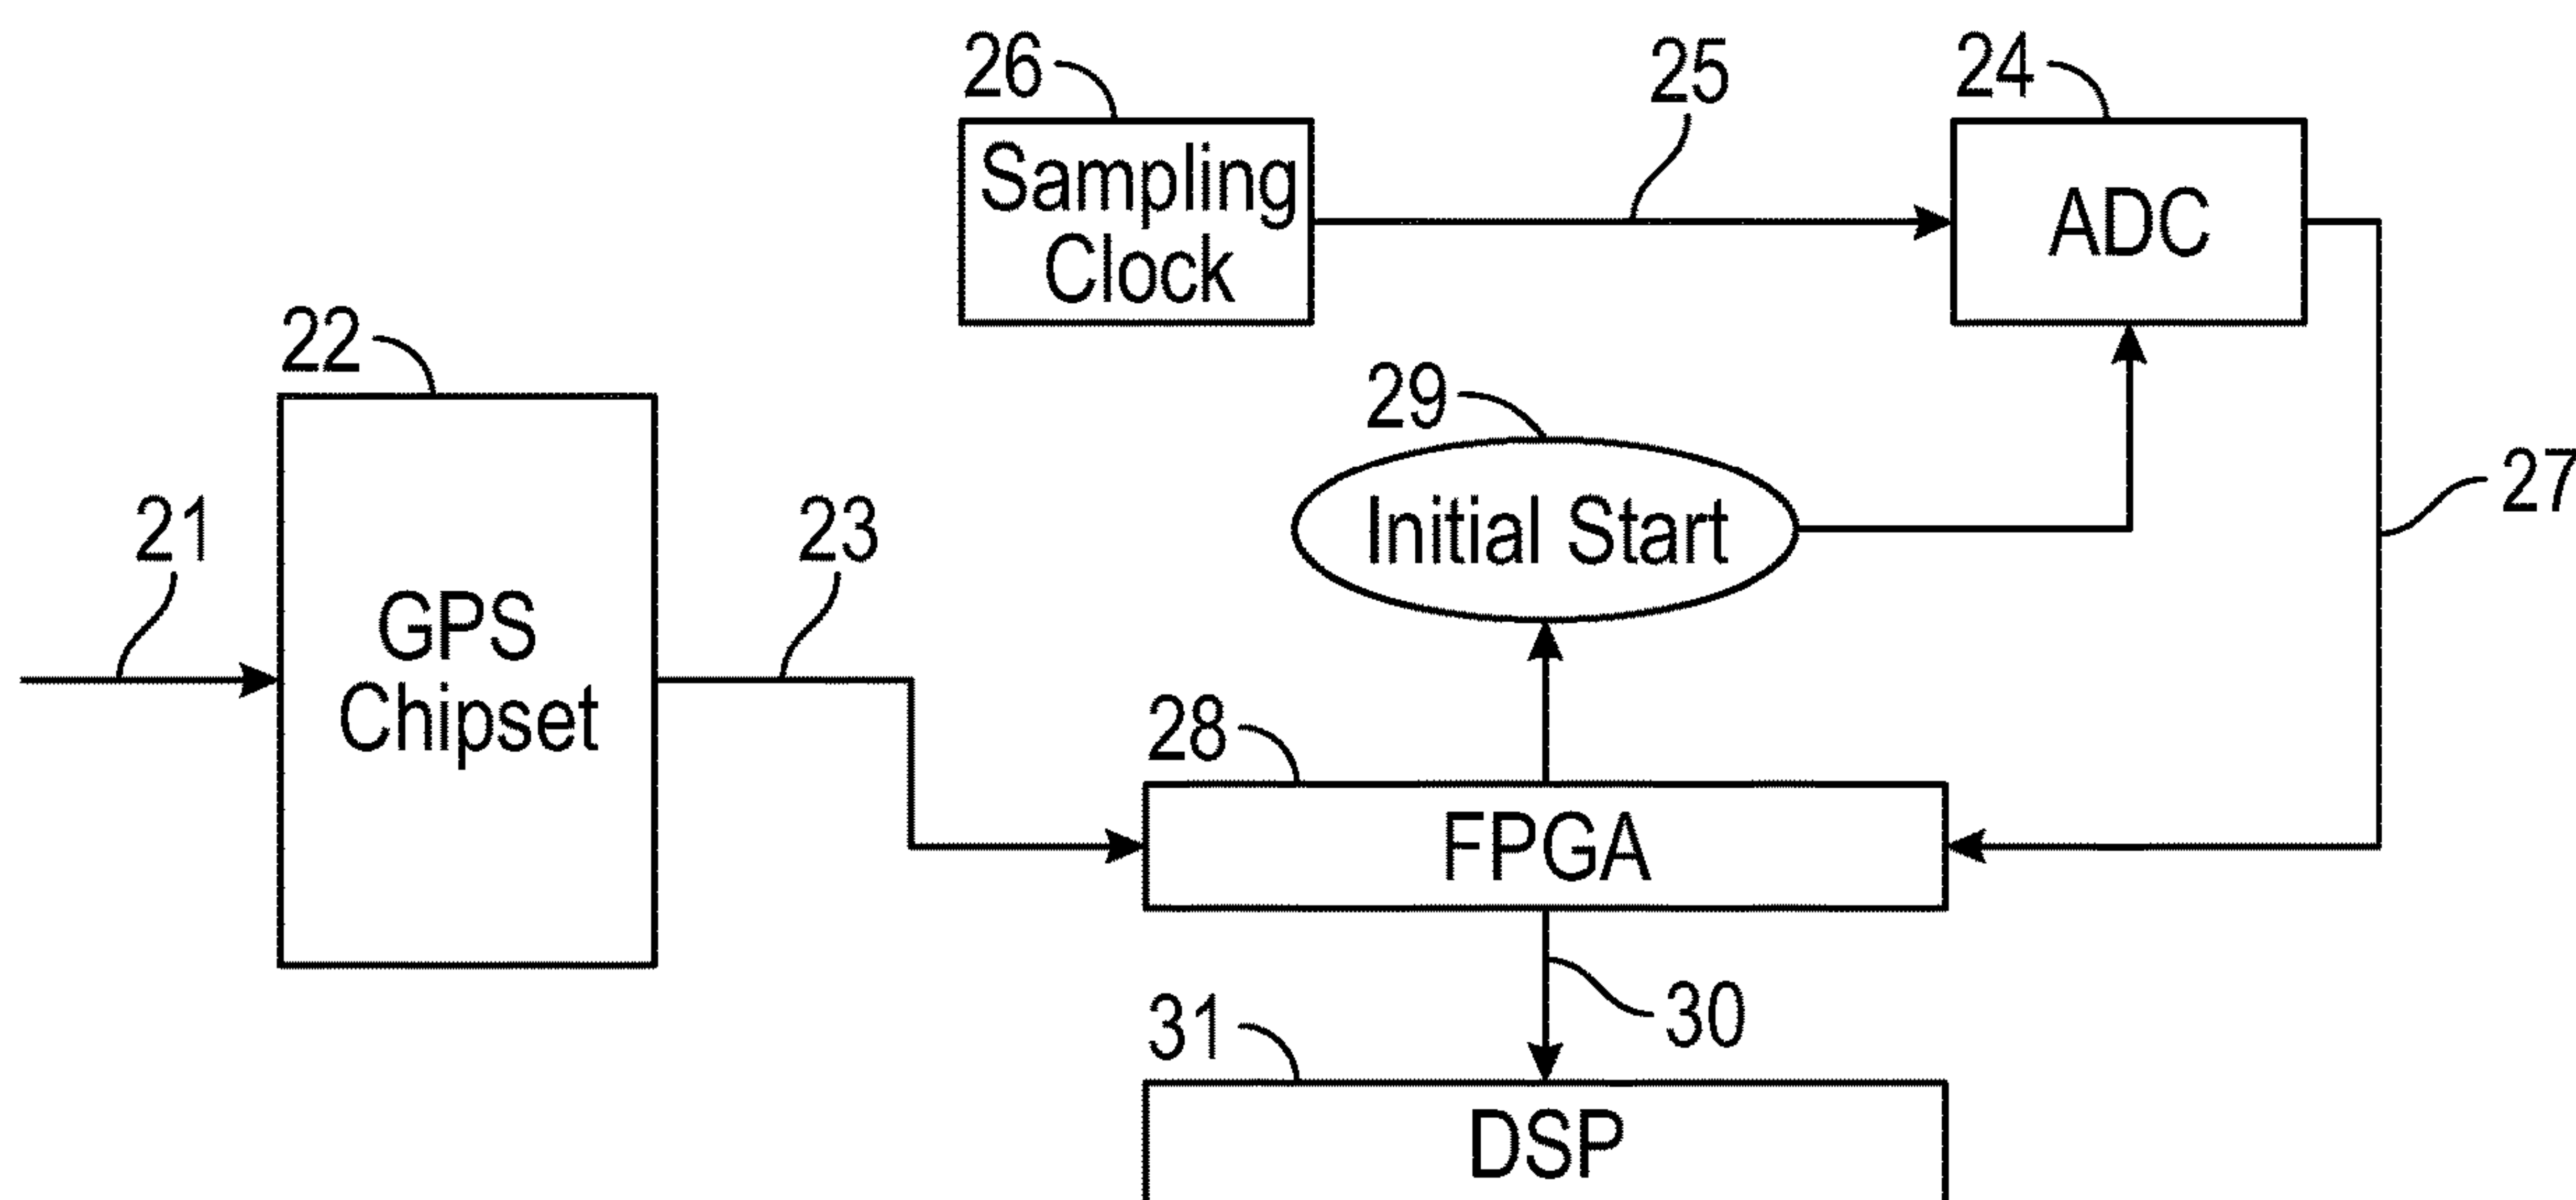 26
25
24
Sampling
Clock
ADC
22
29
27
21
23
Initial Start
GPS
Chipset
28
FPGA
31
30
DSP